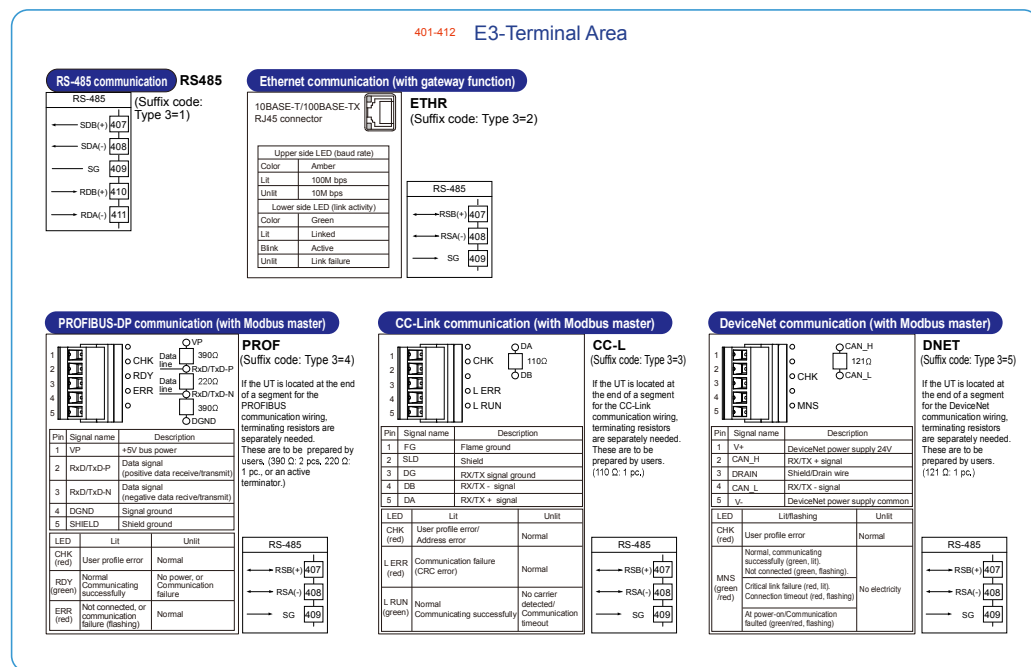 401-412 E3-Terminal Area
RS-485 communication RS485
RS-485
(Suffix code:
Type 3=1)
SDB(+) 407
SDA(-) 408
SG 409
RDB(+) 410
RDA(-) 411
Ethernet communication (with gateway function)
10BASE-T/100BASE-TX
RJ45 connector
ETHR
(Suffix code: Type 3=2)
Upper side LED (baud rate)
Color Amber
Lit 100M bps
Unlit 10M bps
Lower side LED (link activity)
Color Green
Lit Linked
Blink Active
Unlit Link failure
RS-485
RSB(+) 407
RSA(-) 408
SG 409
PROFIBUS-DP communication (with Modbus master)
1
2
3
4
5
CHK
RDY
ERR
VP
390Ω
Data
line
RxD/TxD-P
220Ω
Data
line
RxD/TxD-N
390Ω
DGND
PROF
(Suffix code: Type 3=4)
If the UT is located at the end
of a segment for the
PROFIBUS
communication wiring,
terminating resistors
are separately needed.
These are to be prepared by
users. (390 Ω: 2 pcs, 220 Ω:
1 pc., or an active
terminator.)
Pin Signal name Description
1 VP +5V bus power
2 RxD/TxD-P Data signal
(positive data receive/transmit)
3 RxD/TxD-N Data signal
(negative data recive/transmit)
4 DGND Signal ground
5 SHIELD Shield ground
LED Lit Unlit
CHK
(red) User profile error Normal
RDY
(green) Normal
Communicating
successfully No power, or
Communication
failure
ERR
(red) Not connected, or
communication
failure (flashing) Normal
RS-485
RSB(+) 407
RSA(-) 408
SG 409
CC-Link communication (with Modbus master)
1
2
3
4
5
CHK
L ERR
L RUN
DA
110Ω
DB
CC-L
(Suffix code: Type 3=3)
If the UT is located at
the end of a segment
for the CC-Link
communication wiring,
terminating resistors
are separately needed.
These are to be
prepared by users.
(110 Ω: 1 pc.)
Pin Signal name Description
1 FG Flame ground
2 SLD Shield
3 DG RX/TX signal ground
4 DB RX/TX - signal
5 DA RX/TX + signal
LED Lit Unlit
CHK
(red) User profile error/
Address error Normal
L ERR
(red) Communication failure
(CRC error) Normal
L RUN
(green) Normal
Communicating successfully No carrier
detected/
Communication
timeout
RS-485
RSB(+) 407
RSA(-) 408
SG 409
DeviceNet communication (with Modbus master)
1
2
3
4
5
CHK
MNS
CAN_H
121Ω
CAN_L
DNET
(Suffix code: Type 3=5)
If the UT is located at
the end of a segment
for the DeviceNet
communication wiring,
terminating resistors
are separately needed.
These are to be
prepared by users.
(121 Ω: 1 pc.)
Pin Signal name Description
1 V+ DeviceNet power supply 24V
2 CAN_H RX/TX + signal
3 DRAIN Shield/Drain wire
4 CAN_L RX/TX - signal
5 V- DeviceNet power supply common
LED Lit/flashing Unlit
CHK
(red) User profile error Normal
MNS
(green
/red) Normal, communicating
successfully (green, lit).
Not connected (green, flashing).
Critical link failure (red, lit).
Connection timeout (red, flashing)
At power-on/Communication
faulted (green/red, flashing)
No electricity
RS-485
RSB(+) 407
RSA(-) 408
SG 409